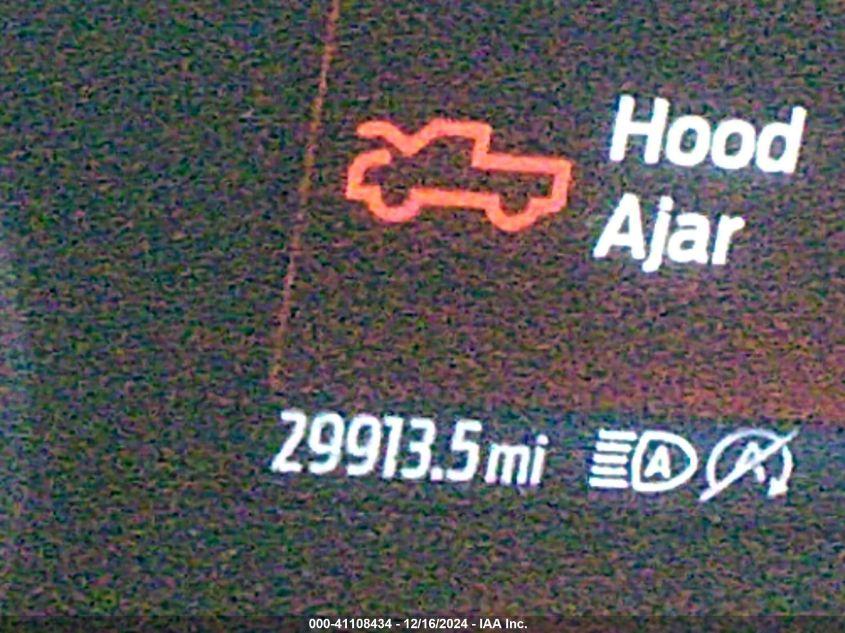 Hood
Ajar
29913.5 mi
A A
000-41108434 - 12/16/2024 - IAA Inc.